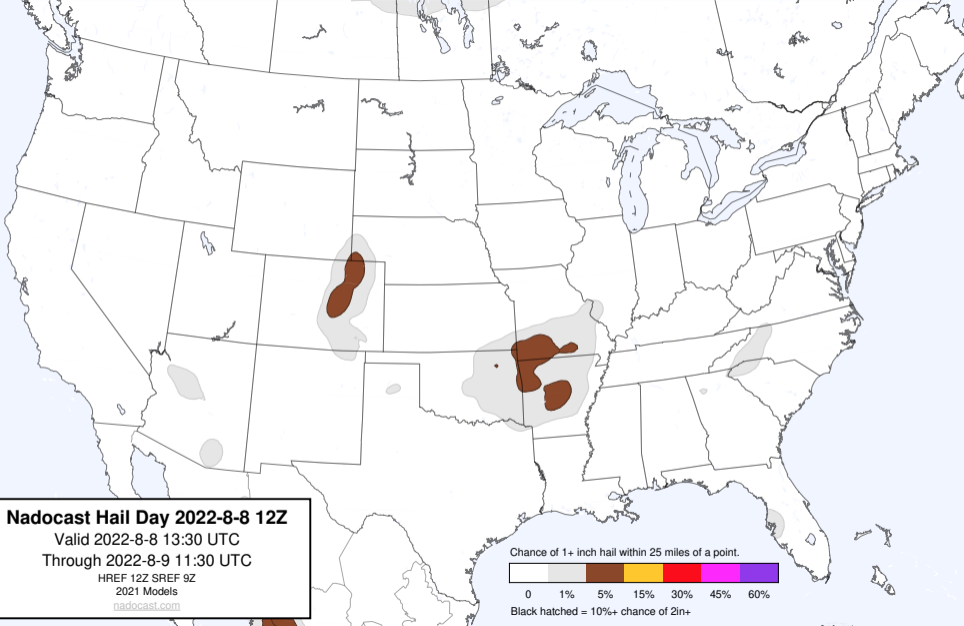 Nadocast Hail Day 2022-8-8 12Z
Valid 2022-8-8 13:30 UTC
Through 2022-8-9 11:30 UTC
HREF 12Z SREF 9Z
2021 Models
nadocast.com
Chance of 1+ inch hail within 25 miles of a point.
0 1% 5% 15% 30% 45% 60%
Black hatched = 10%+ chance of 2in+